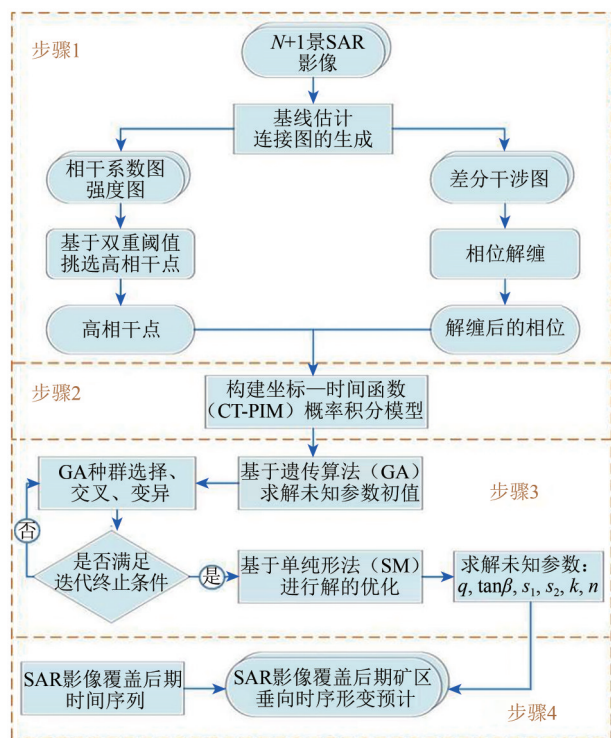 步骤1
N+1景SAR
影像
基线估计
连接图的生成
相干系数图
强度图
差分干涉图
基于双重阈值
挑选高相干点
相位解缠
高相干点
解缠后的相位
步骤2
构建坐标—时间函数
（CT-PIM）概率积分模型
GA种群选择、
交叉、变异
基于遗传算法（GA）
求解未知参数初值
步骤3
否
是否满足
迭代终止条件
是
基于单纯形法（SM）
进行解的优化
求解未知参数：
q, tanβ, s₁, s₂, k, n
SAR影像覆盖后期
时间序列
SAR影像覆盖后期矿区
垂向时序形变预计
步骤4